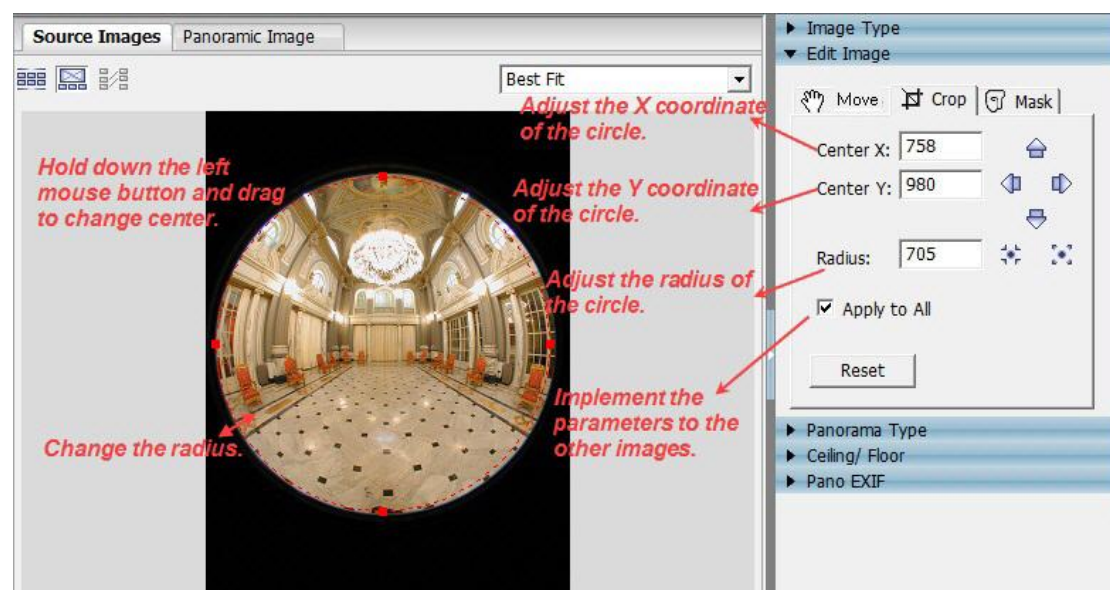 Source Images
Panoramic Image
Best Fit
Hold down the left
mouse button and drag
to change center.
Change the radius.
Adjust the X coordinate
of the circle.
Adjust the Y coordinate
of the circle.
Adjust the radius of
the circle.
Implement the
parameters to the
other images.
Image Type
Edit Image
Move
Crop
Mask
Center X: 758
Center Y: 980
Radius: 705
Apply to All
Reset
Panorama Type
Ceiling/ Floor
Pano EXIF